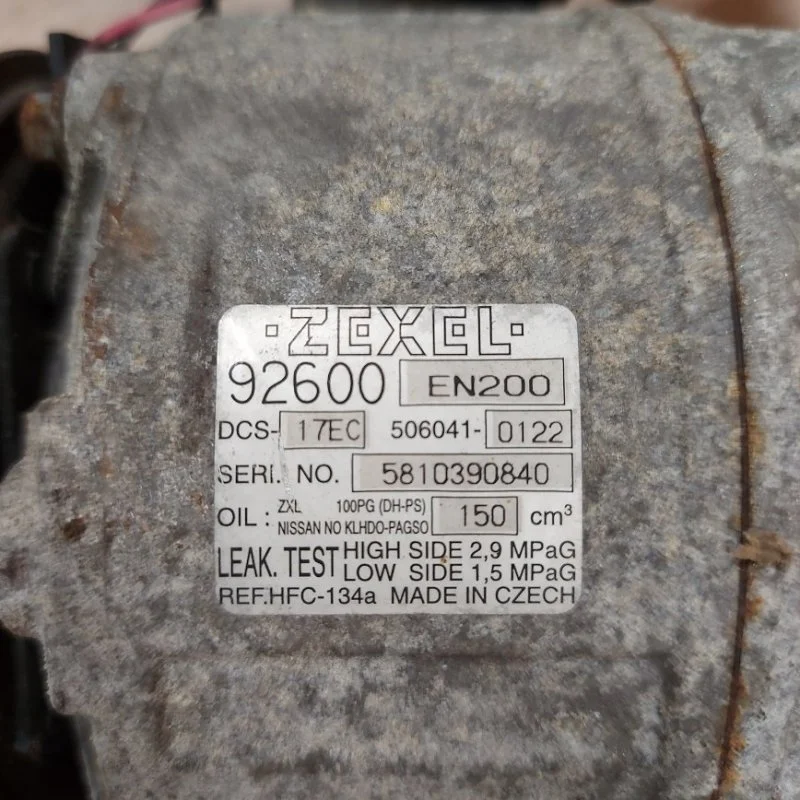 ·ZEXEL·
92600 EN200
DCS- 17EC 506041- 0122
SERI. NO. 5810390840
OIL : ZXL 100PG (DH-PS) 150 cm³
NISSAN NO KLHDO-PAGSO
LEAK. TEST HIGH SIDE 2,9 MPaG
LOW SIDE 1,5 MPaG
REF.HFC-134a MADE IN CZECH